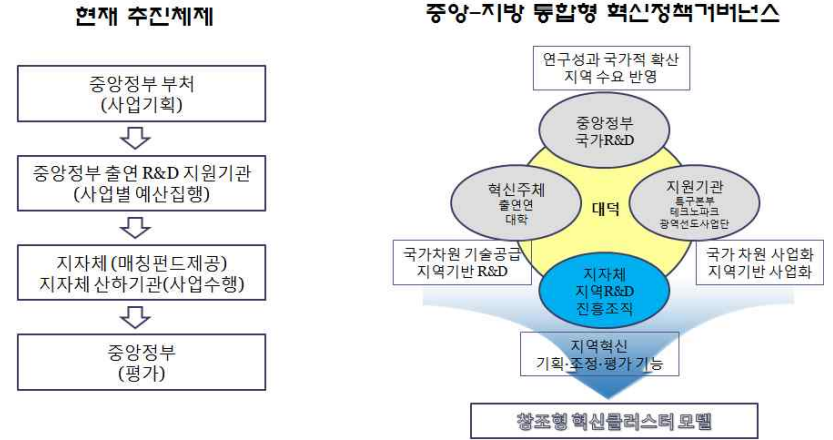 현재 추진체제
중앙정부 부처
(사업기획)
중앙정부 출연 R&D 지원기관
(사업별 예산집행)
지자체 (매칭펀드제공)
지자체 산하기관(사업수행)
중앙정부
(평가)
중앙–지방 통합형 혁신정책거버넌스
연구성과 국가적 확산
지역 수요 반영
중앙정부
국가R&D
혁신주체
출연연
대학
대덕
지원기관
특구본부
테크노파크
광역선도사업단
국가차원 기술공급
지역기반 R&D
지자체
지역R&D
진흥조직
국가 차원 사업화
지역기반 사업화
지역혁신
기획·조정·평가 기능
창조형 혁신클러스터 모델